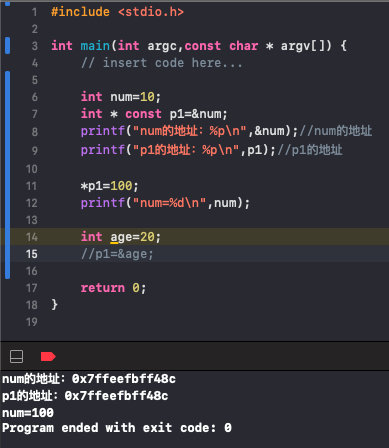 1 #include <stdio.h>
2
3 int main(int argc,const char * argv[]) {
4 // insert code here...
5
6 int num=10;
7 int * const p1=&num;
8 printf("num的地址：%p\n",&num);//num的地址
9 printf("p1的地址：%p\n",p1);//p1的地址
10
11 *p1=100;
12 printf("num=%d\n",num);
13
14 int age=20;
15 //p1=&age;
16
17 return 0;
18 }
19
num的地址：0x7ffeefbff48c
p1的地址：0x7ffeefbff48c
num=100
Program ended with exit code: 0